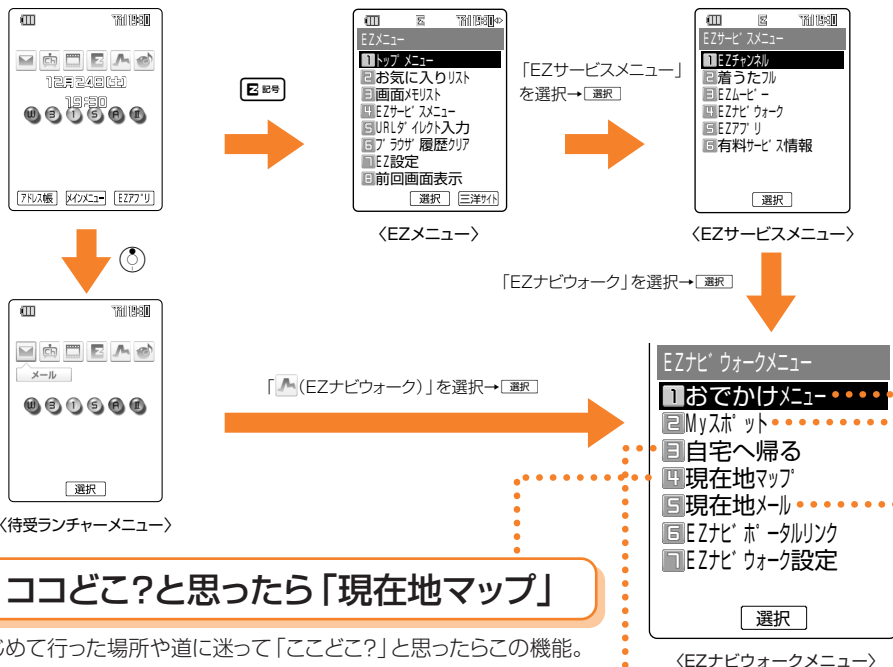 12月24日(土)
19:30
W31SAⅡ
アドレス帳 メインメニュー EZアプリ
E 記号
EZメニュー
1トップメニュー
2お気に入りリスト
3画面メモリスト
4EZサービスメニュー
5URLダイレクト入力
6ブラウザ履歴クリア
7EZ設定
8前回画面表示
選択 三洋サイト
〈EZメニュー〉
「EZサービスメニュー」
を選択→選択
EZサービスメニュー
1EZチャンネル
2着うたフル
3EZムービー
4EZナビウォーク
5EZアプリ
6有料サービス情報
選択
〈EZサービスメニュー〉
「EZナビウォーク」を選択→選択
メール
W31SAⅡ
選択
〈待受ランチャーメニュー〉
「(EZナビウォーク)」を選択→選択
EZナビウォークメニュー
1おでかけメニュー
2Myスポット
3自宅へ帰る
4現在地マップ
5現在地メール
6EZナビポータルリンク
7EZナビウォーク設定
選択
〈EZナビウォークメニュー〉
ココどこ?と思ったら「現在地マップ」
じめて行った場所や道に迷って「ここどこ?」と思ったらこの機能。